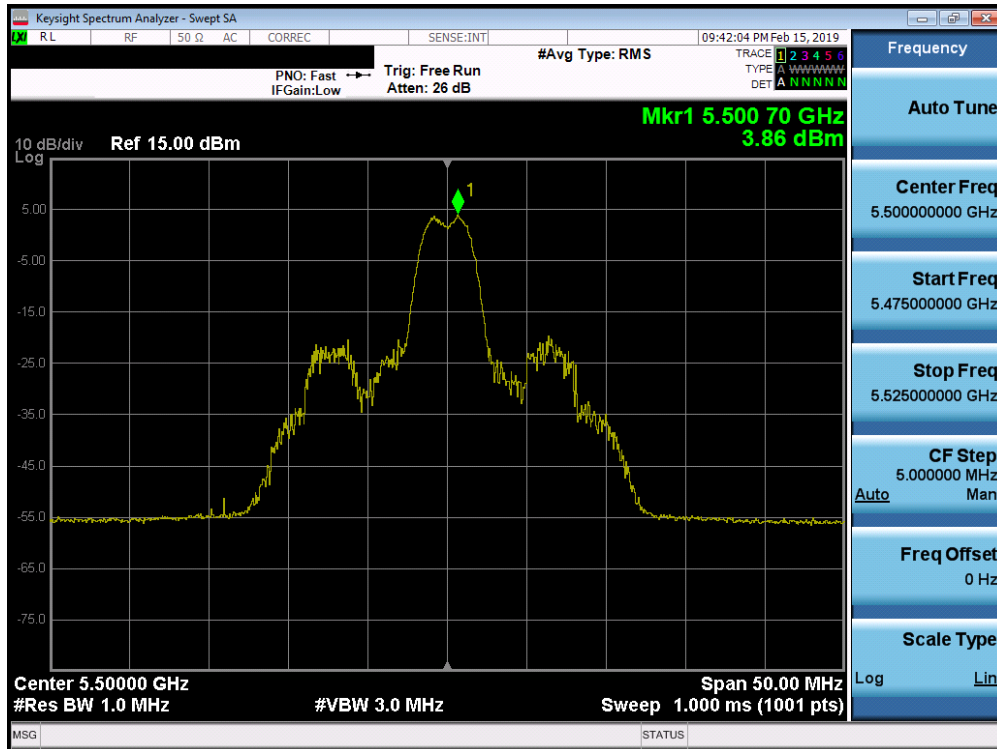 Keysight Spectrum Analyzer - Swept SA
LXI RL RF 50 Ω AC CORREC SENSE:INT 09:42:04 PM Feb 15, 2019
#Avg Type: RMS
TRACE 1 2 3 4 5 6
TYPE A WWWWW
DET A N N N N N
PNO: Fast
IFGain:Low
Trig: Free Run
Atten: 26 dB
Mkr1 5.500 70 GHz
3.86 dBm
10 dB/div
Log
Ref 15.00 dBm
1
5.00
-5.00
-15.0
-25.0
-35.0
-45.0
-55.0
-65.0
-75.0
Center 5.50000 GHz
Span 50.00 MHz
#Res BW 1.0 MHz
#VBW 3.0 MHz
Sweep 1.000 ms (1001 pts)
MSG
STATUS
Frequency
Auto Tune
Center Freq
5.500000000 GHz
Start Freq
5.475000000 GHz
Stop Freq
5.525000000 GHz
CF Step
5.000000 MHz
Auto Man
Freq Offset
0 Hz
Scale Type
Log Lin